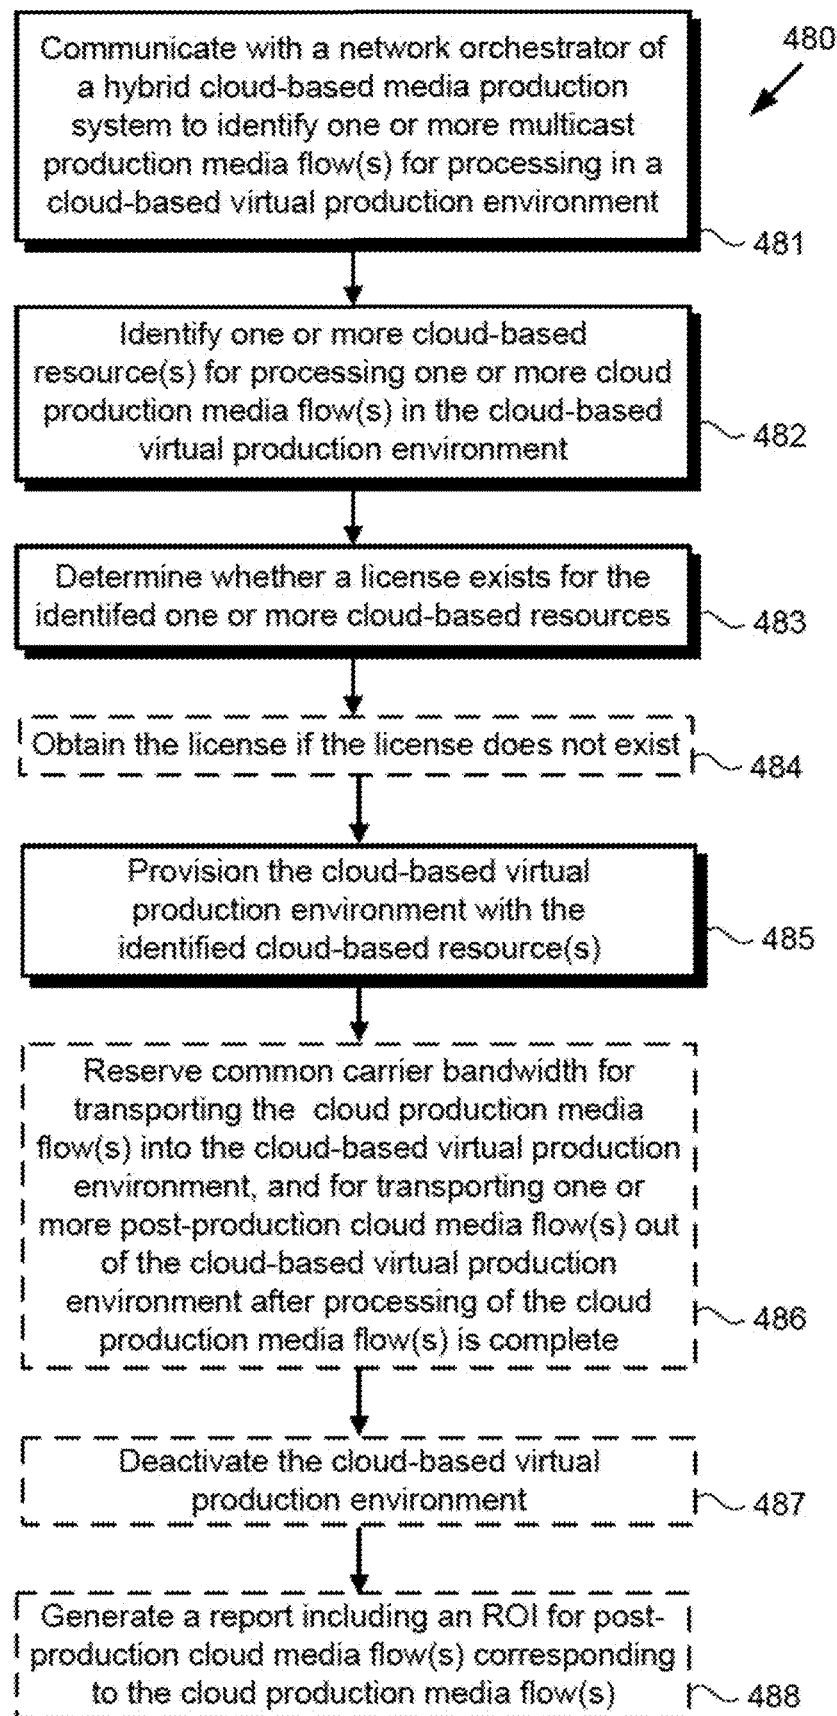 480
Communicate with a network orchestrator of
a hybrid cloud-based media production
system to identify one or more multicast
production media flow(s) for processing in a
cloud-based virtual production environment
481
Identify one or more cloud-based
resource(s) for processing one or more cloud
production media flow(s) in the cloud-based
virtual production environment
482
Determine whether a license exists for the
identifed one or more cloud-based resources
483
Obtain the license if the license does not exist
484
Provision the cloud-based virtual
production environment with the
identified cloud-based resource(s)
485
Reserve common carrier bandwidth for
transporting the cloud production media
flow(s) into the cloud-based virtual production
environment, and for transporting one or
more post-production cloud media flow(s) out
of the cloud-based virtual production
environment after processing of the cloud
production media flow(s) is complete
486
Deactivate the cloud-based virtual
production environment
487
Generate a report including an ROI for post-
production cloud media flow(s) corresponding
to the cloud production media flow(s)
488